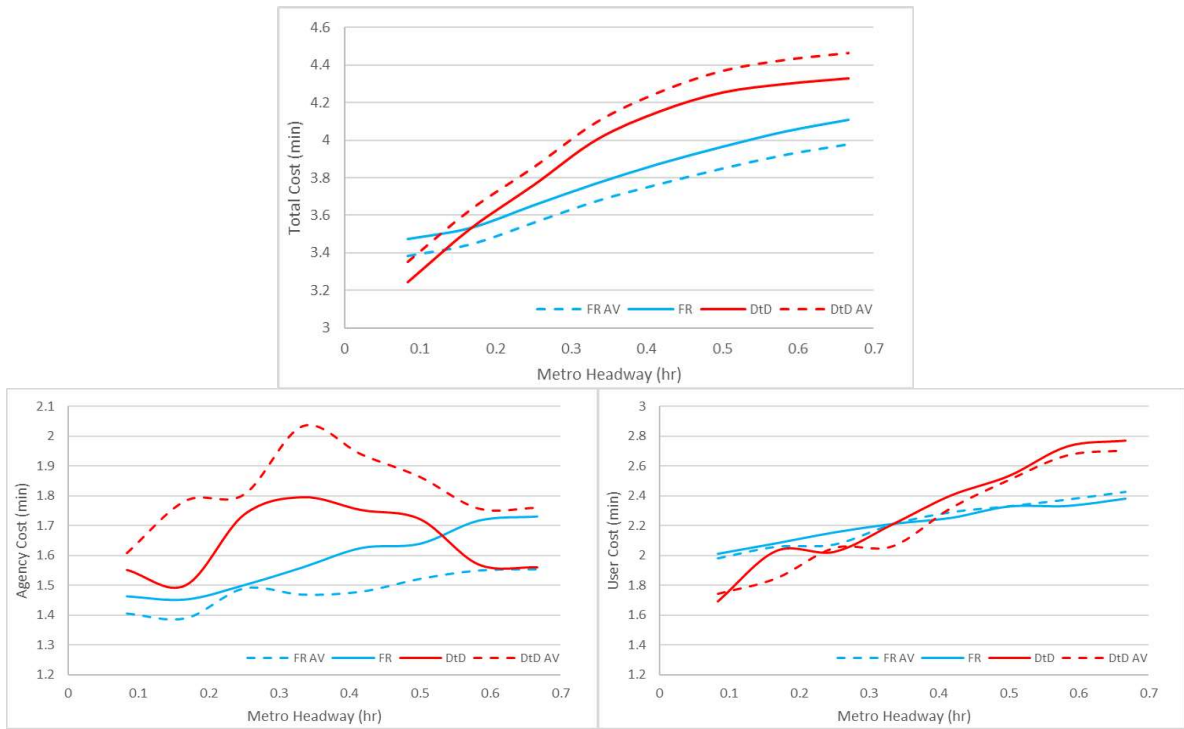 4.6
4.4
4.2
4
3.8
3.6
3.4
3.2
3
Total Cost (min)
FR AV FR DtD DtD AV
0 0.1 0.2 0.3 0.4 0.5 0.6 0.7
Metro Headway (hr)
2.1
2
1.9
1.8
1.7
1.6
1.5
1.4
1.3
1.2
Agency Cost (min)
FR AV FR DtD DtD AV
0 0.1 0.2 0.3 0.4 0.5 0.6 0.7
Metro Headway (hr)
3
2.8
2.6
2.4
2.2
2
1.8
1.6
1.4
1.2
User Cost (min)
FR AV FR DtD DtD AV
0 0.1 0.2 0.3 0.4 0.5 0.6 0.7
Metro Headway (hr)